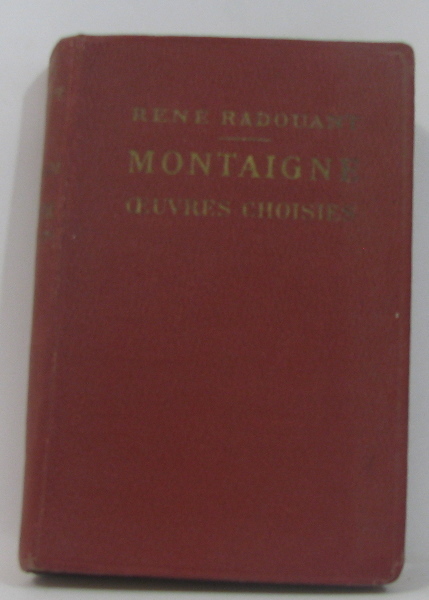 RENÉ RADOUANT
MONTAIGNE
ŒUVRES CHOISIES